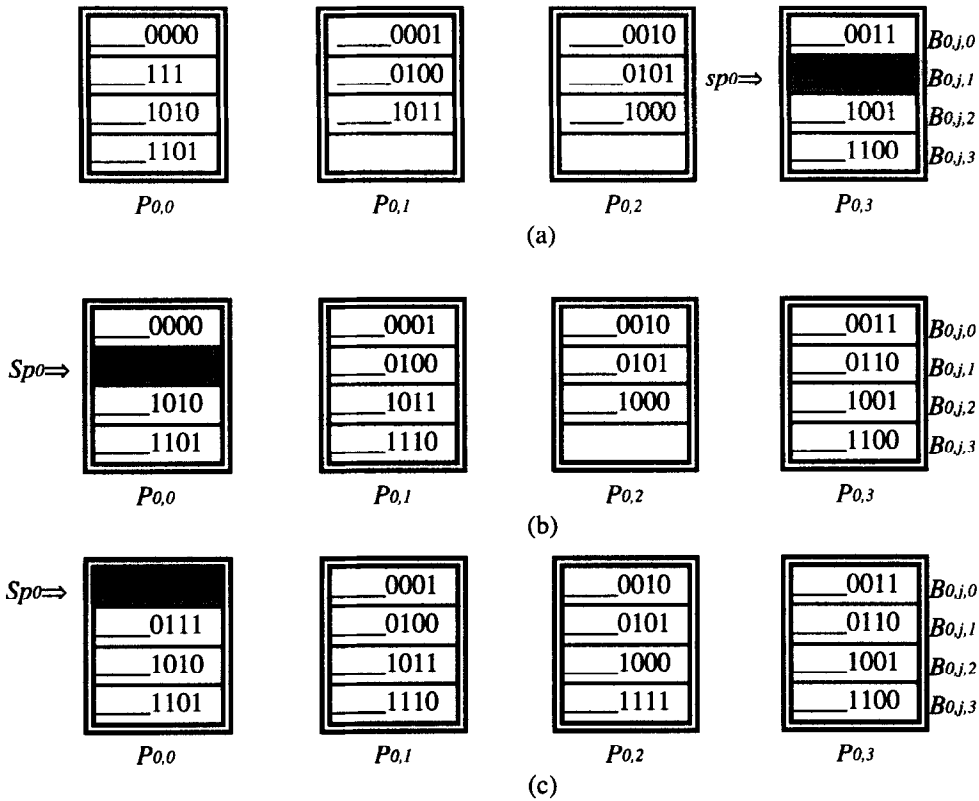 ____0000 ____0001 ____0010 ____0011 B0,j,0
____111 ____0100 ____0101 sp0⇒ B0,j,1
____1010 ____1011 ____1000 ____1001 B0,j,2
____1101 ____1100 B0,j,3
P0,0 P0,1 P0,2 P0,3
(a)
____0000 ____0001 ____0010 ____0011 B0,j,0
Sp0⇒ ____0100 ____0101 ____0110 B0,j,1
____1010 ____1011 ____1000 ____1001 B0,j,2
____1101 ____1110 ____1100 B0,j,3
P0,0 P0,1 P0,2 P0,3
(b)
Sp0⇒ ____0001 ____0010 ____0011 B0,j,0
____0111 ____0100 ____0101 ____0110 B0,j,1
____1010 ____1011 ____1000 ____1001 B0,j,2
____1101 ____1110 ____1111 ____1100 B0,j,3
P0,0 P0,1 P0,2 P0,3
(c)